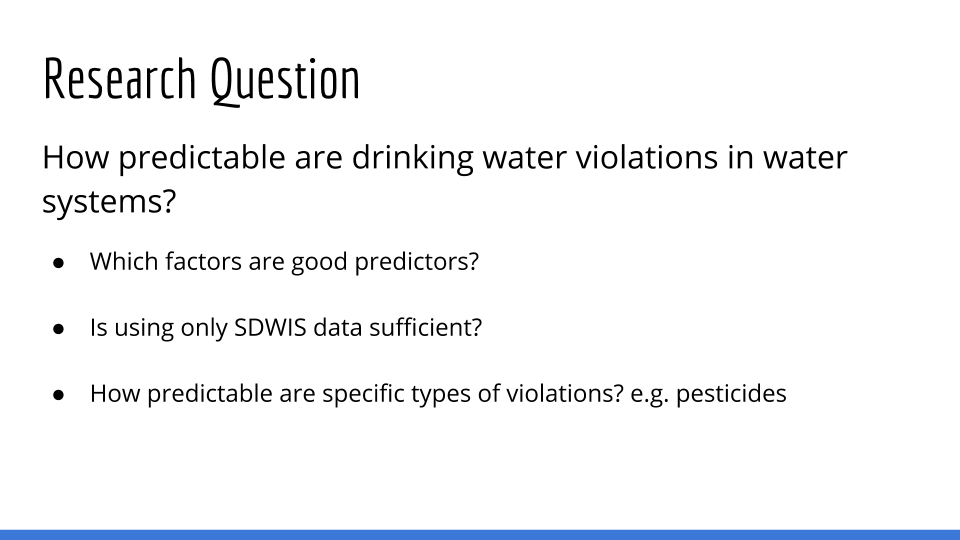 Research Question
How predictable are drinking water violations in water
systems?
● Which factors are good predictors?
● Is using only SDWIS data sufficient?
● How predictable are specific types of violations? e.g. pesticides